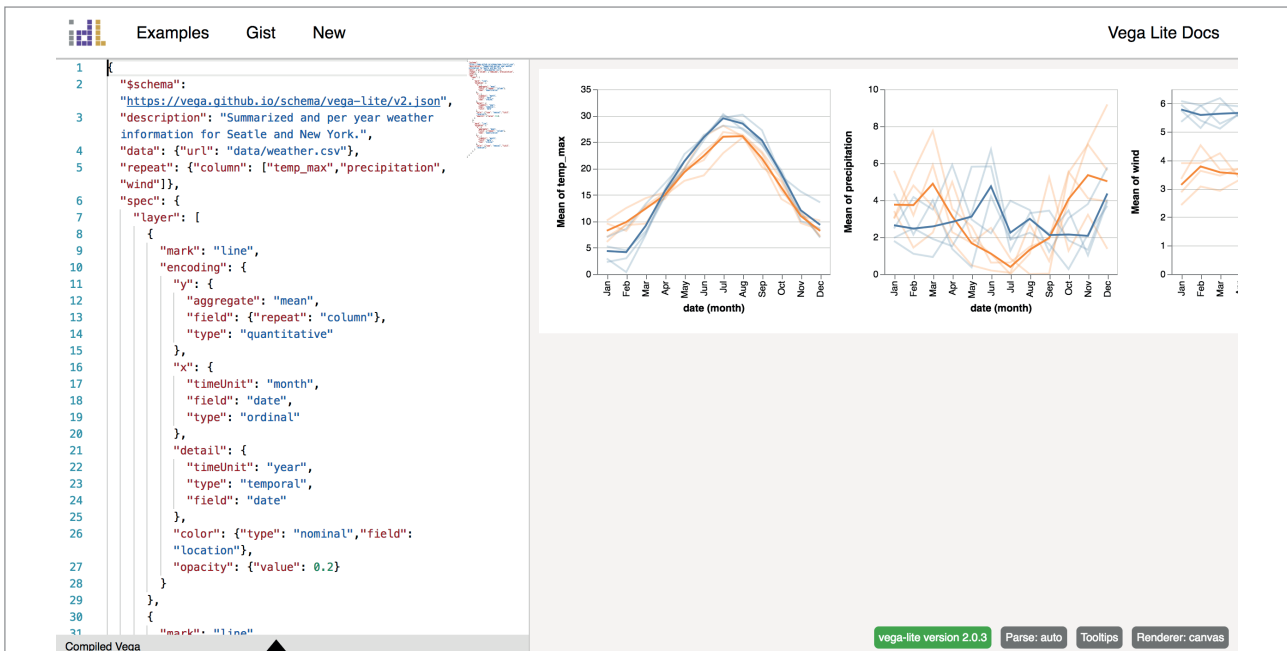 Examples Gist New Vega Lite Docs
1 {
2 "$schema":
"https://vega.github.io/schema/vega-lite/v2.json",
3 "description": "Summarized and per year weather
information for Seatle and New York.",
4 "data": {"url": "data/weather.csv"},
5 "repeat": {"column": ["temp_max","precipitation",
"wind"]},
6 "spec": {
7 "layer": [
8 {
9 "mark": "line",
10 "encoding": {
11 "y": {
12 "aggregate": "mean",
13 "field": {"repeat": "column"},
14 "type": "quantitative"
15 },
16 "x": {
17 "timeUnit": "month",
18 "field": "date",
19 "type": "ordinal"
20 },
21 "detail": {
22 "timeUnit": "year",
23 "type": "temporal",
24 "field": "date"
25 },
26 "color": {"type": "nominal","field":
"location"},
27 "opacity": {"value": 0.2}
28 }
29 },
30 {
31 "mark": "line"
Compiled Vega
Mean of temp_max
35
30
25
20
15
10
5
0
Jan Feb Mar Apr May Jun Jul Aug Sep Oct Nov Dec
date (month)
Mean of precipitation
10
8
6
4
2
0
Jan Feb Mar Apr May Jun Jul Aug Sep Oct Nov Dec
date (month)
Mean of wind
6
5
4
3
2
1
0
Jan Feb Mar
vega-lite version 2.0.3 Parse: auto Tooltips Renderer: canvas